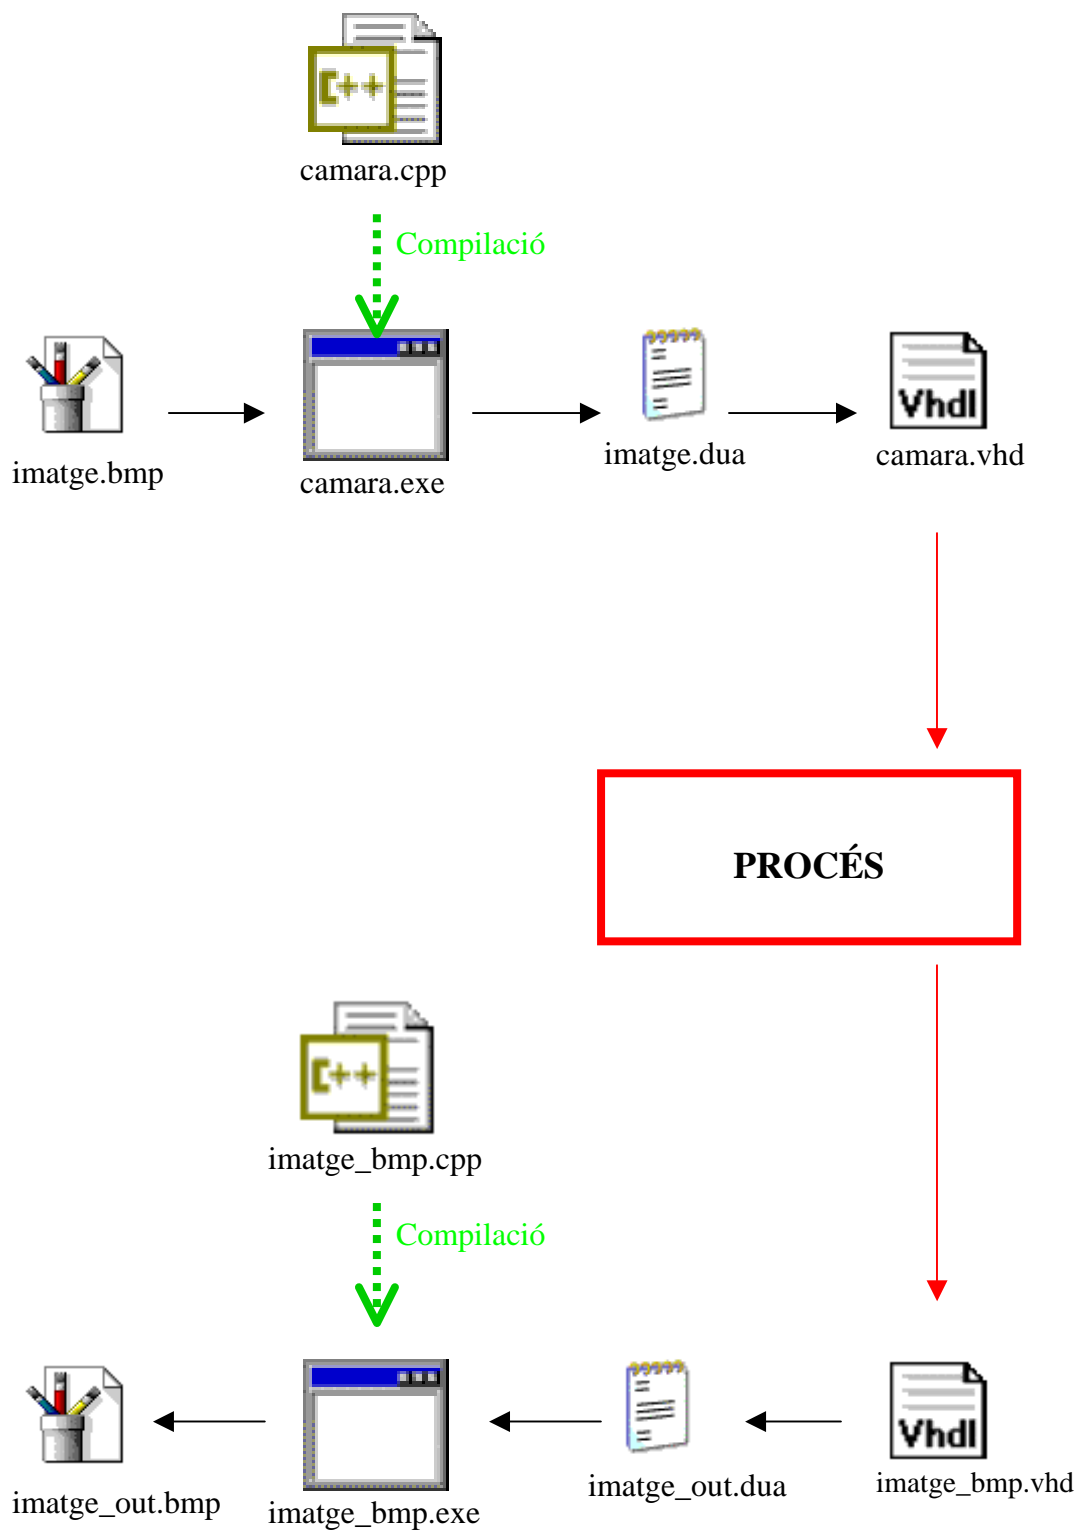 C++
camara.cpp
Compilació
imatge.bmp
camara.exe
imatge.dua
Vhdl
camara.vhd
PROCÉS
C++
imatge_bmp.cpp
Compilació
imatge_out.bmp
imatge_bmp.exe
imatge_out.dua
Vhdl
imatge_bmp.vhd